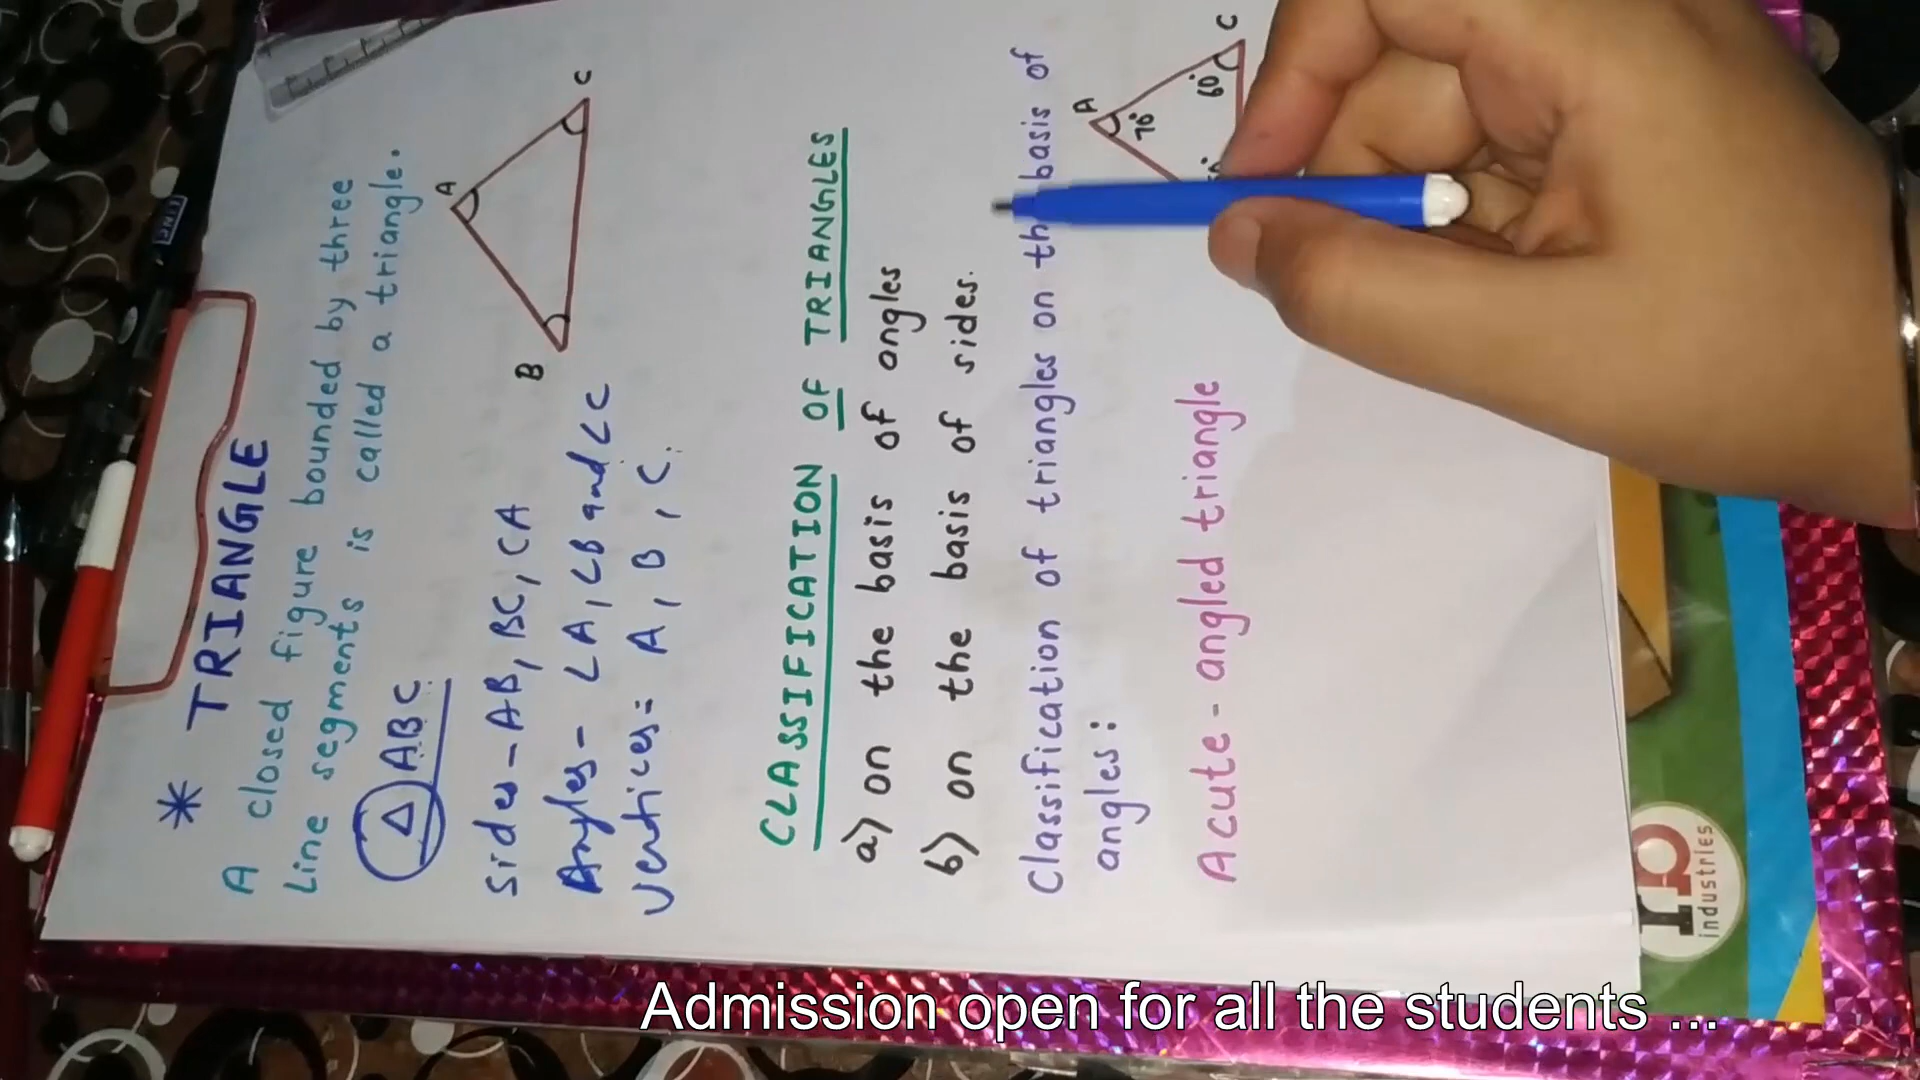 * TRIANGLE
A closed figure bounded by three
Line segments is called a triangle.
△ ABC
A
B
C
Sides - AB, BC, CA
Angles - ∠A, ∠B and ∠C
Vertices = A, B, C.
CLASSIFICATION OF TRIANGLES
a) on the basis of angles
b) on the basis of sides.
Classification of triangles on the basis of
angles:
A
70°
60°
C
Acute - angled triangle
industries
Admission open for all the students ...